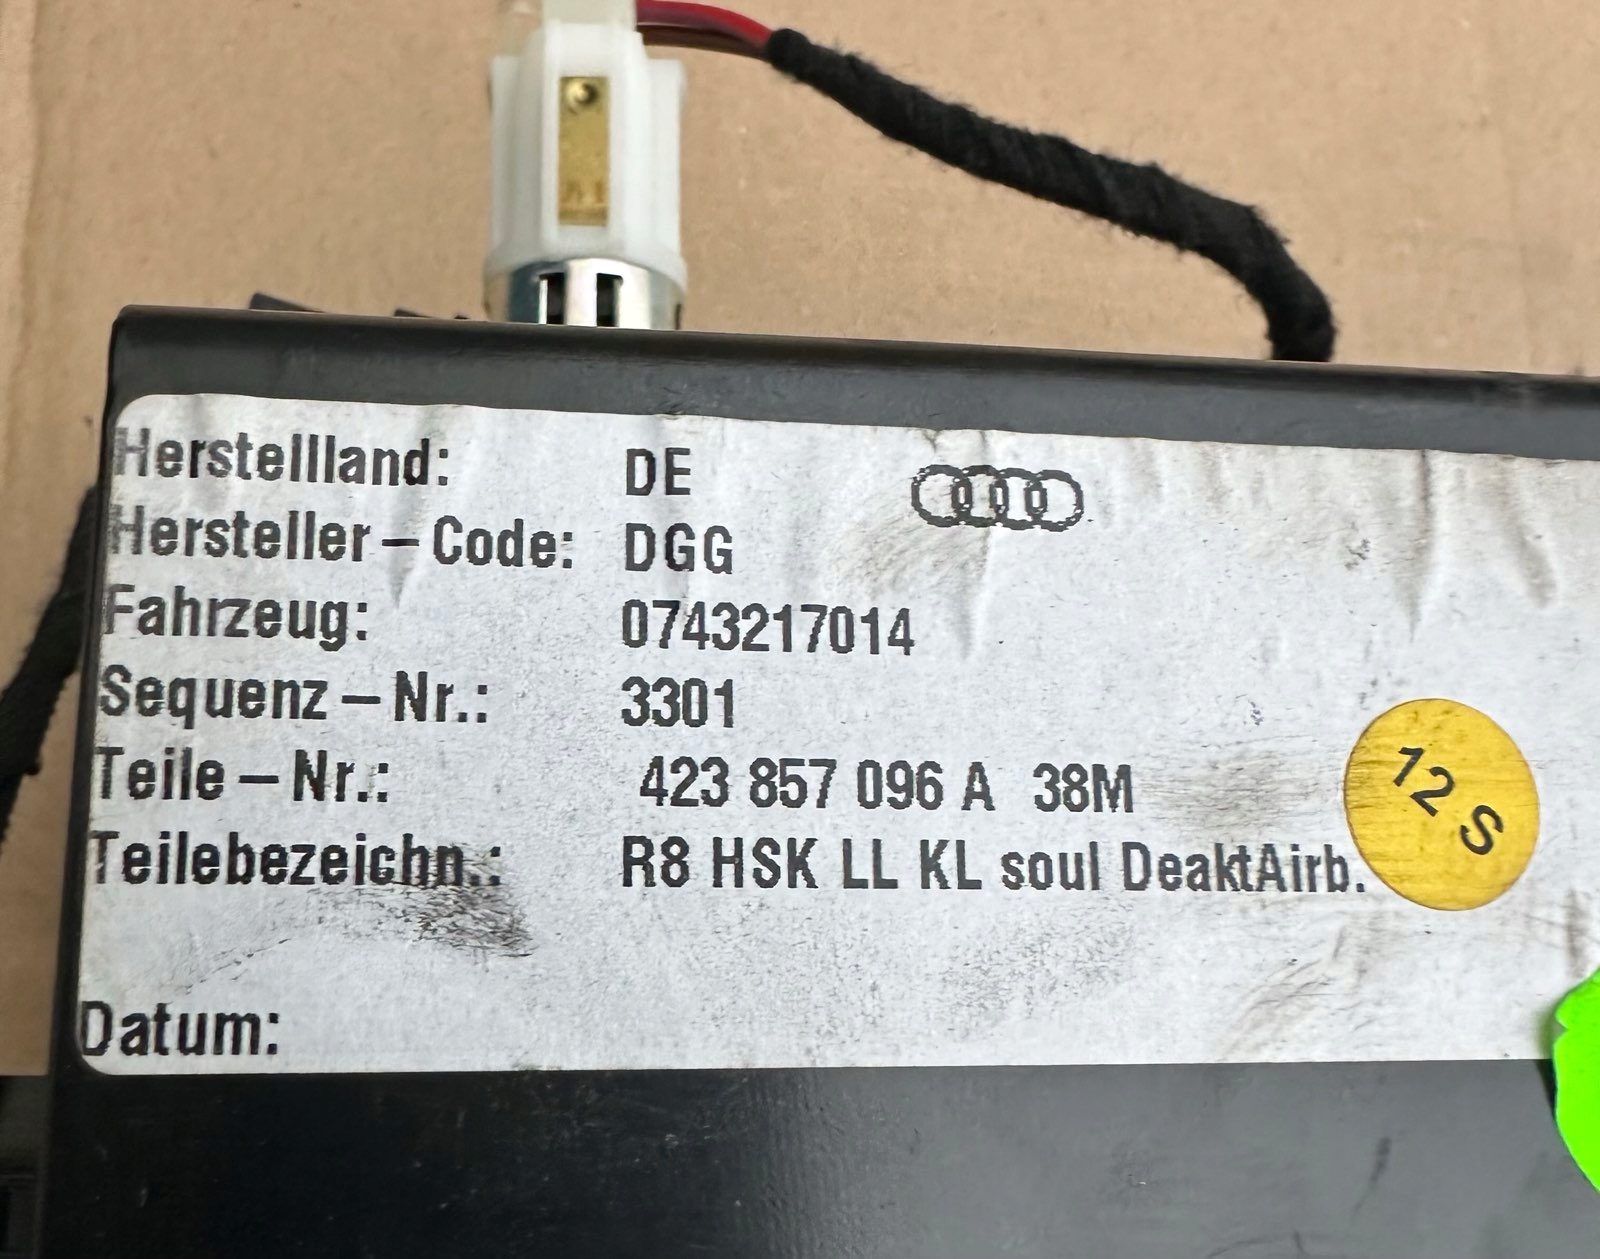 Herstellland: DE
Hersteller-Code: DGG
Fahrzeug: 0743217014
Sequenz-Nr.: 3301
Teile-Nr.: 423 857 096 A 38M
Teilebezeichn.: R8 HSK LL KL soul DeaktAirb.
12 S
Datum: